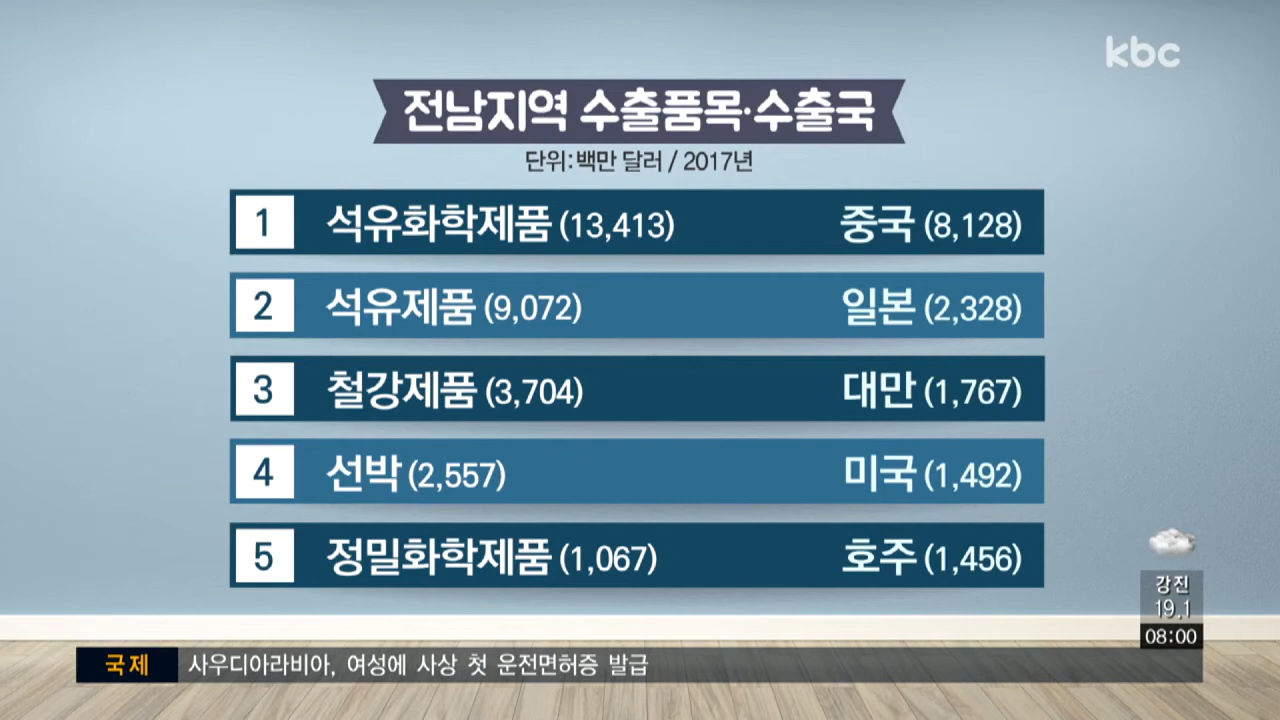 kbc
전남지역 수출품목·수출국
단위:백만 달러 / 2017년
1 석유화학제품 (13,413) 중국 (8,128)
2 석유제품 (9,072) 일본 (2,328)
3 철강제품 (3,704) 대만 (1,767)
4 선박 (2,557) 미국 (1,492)
5 정밀화학제품 (1,067) 호주 (1,456)
강진
19.1
08:00
국제 사우디아라비아, 여성에 사상 첫 운전면허증 발급